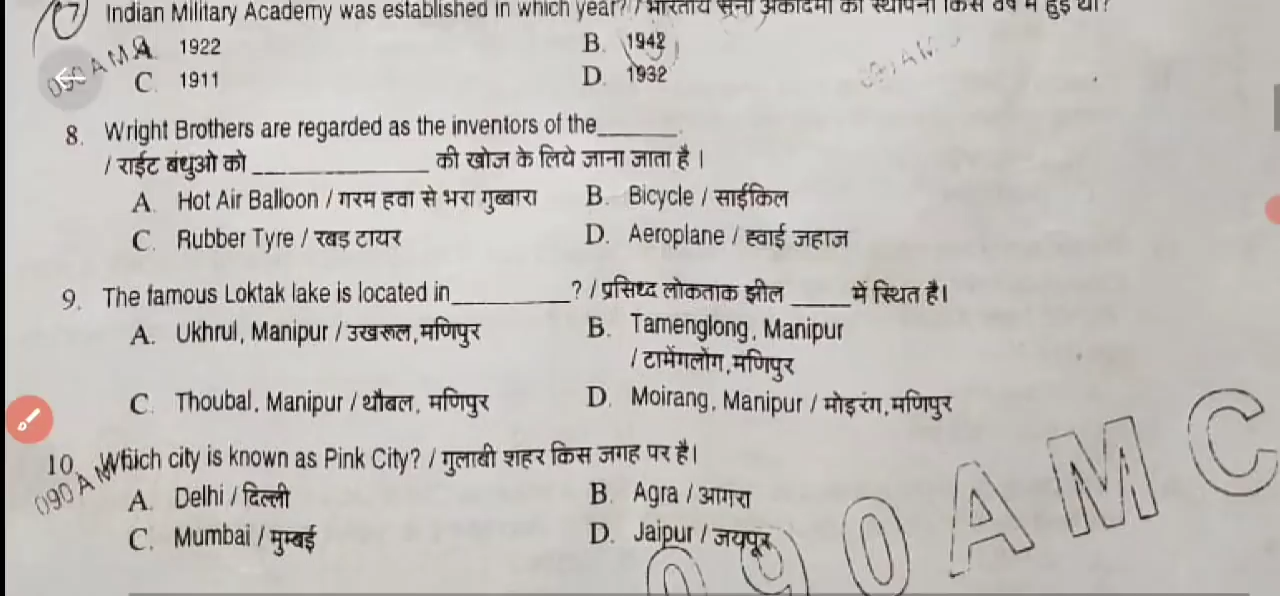 7 Indian Military Academy was established in which year? / भारतीय सेना अकादमी की स्थापना किस वर्ष में हुई थी?
A. 1922 B. 1942
C. 1911 D. 1932
8. Wright Brothers are regarded as the inventors of the________.
/ राईट बंधुओ को ________________ की खोज के लिये जाना जाता है ।
A. Hot Air Balloon / गरम हवा से भरा गुब्बारा B. Bicycle / साईकिल
C. Rubber Tyre / रबड़ टायर D. Aeroplane / हवाई जहाज
9. The famous Loktak lake is located in___________? / प्रसिध्द लोकताक झील ______में स्थित है।
A. Ukhrul, Manipur / उखरूल,मणिपुर B. Tamenglong, Manipur
/ टामेंगलोंग,मणिपुर
C. Thoubal, Manipur / थौबल, मणिपुर D. Moirang, Manipur / मोइरंग,मणिपुर
10. Which city is known as Pink City? / गुलाबी शहर किस जगह पर है।
A. Delhi / दिल्ली B. Agra / आगरा
C. Mumbai / मुम्बई D. Jaipur / जयपूर
090 AMC